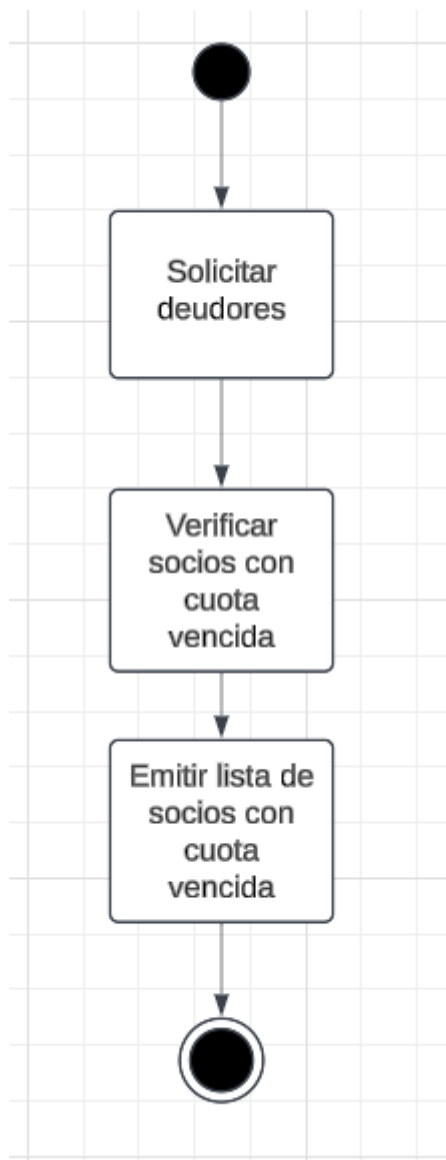 Solicitar
deudores
Verificar
socios con
cuota
vencida
Emitir lista de
socios con
cuota
vencida